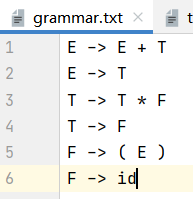 grammar.txt × t
1 E -> E + T
2 E -> T
3 T -> T * F
4 T -> F
5 F -> ( E )
6 F -> id